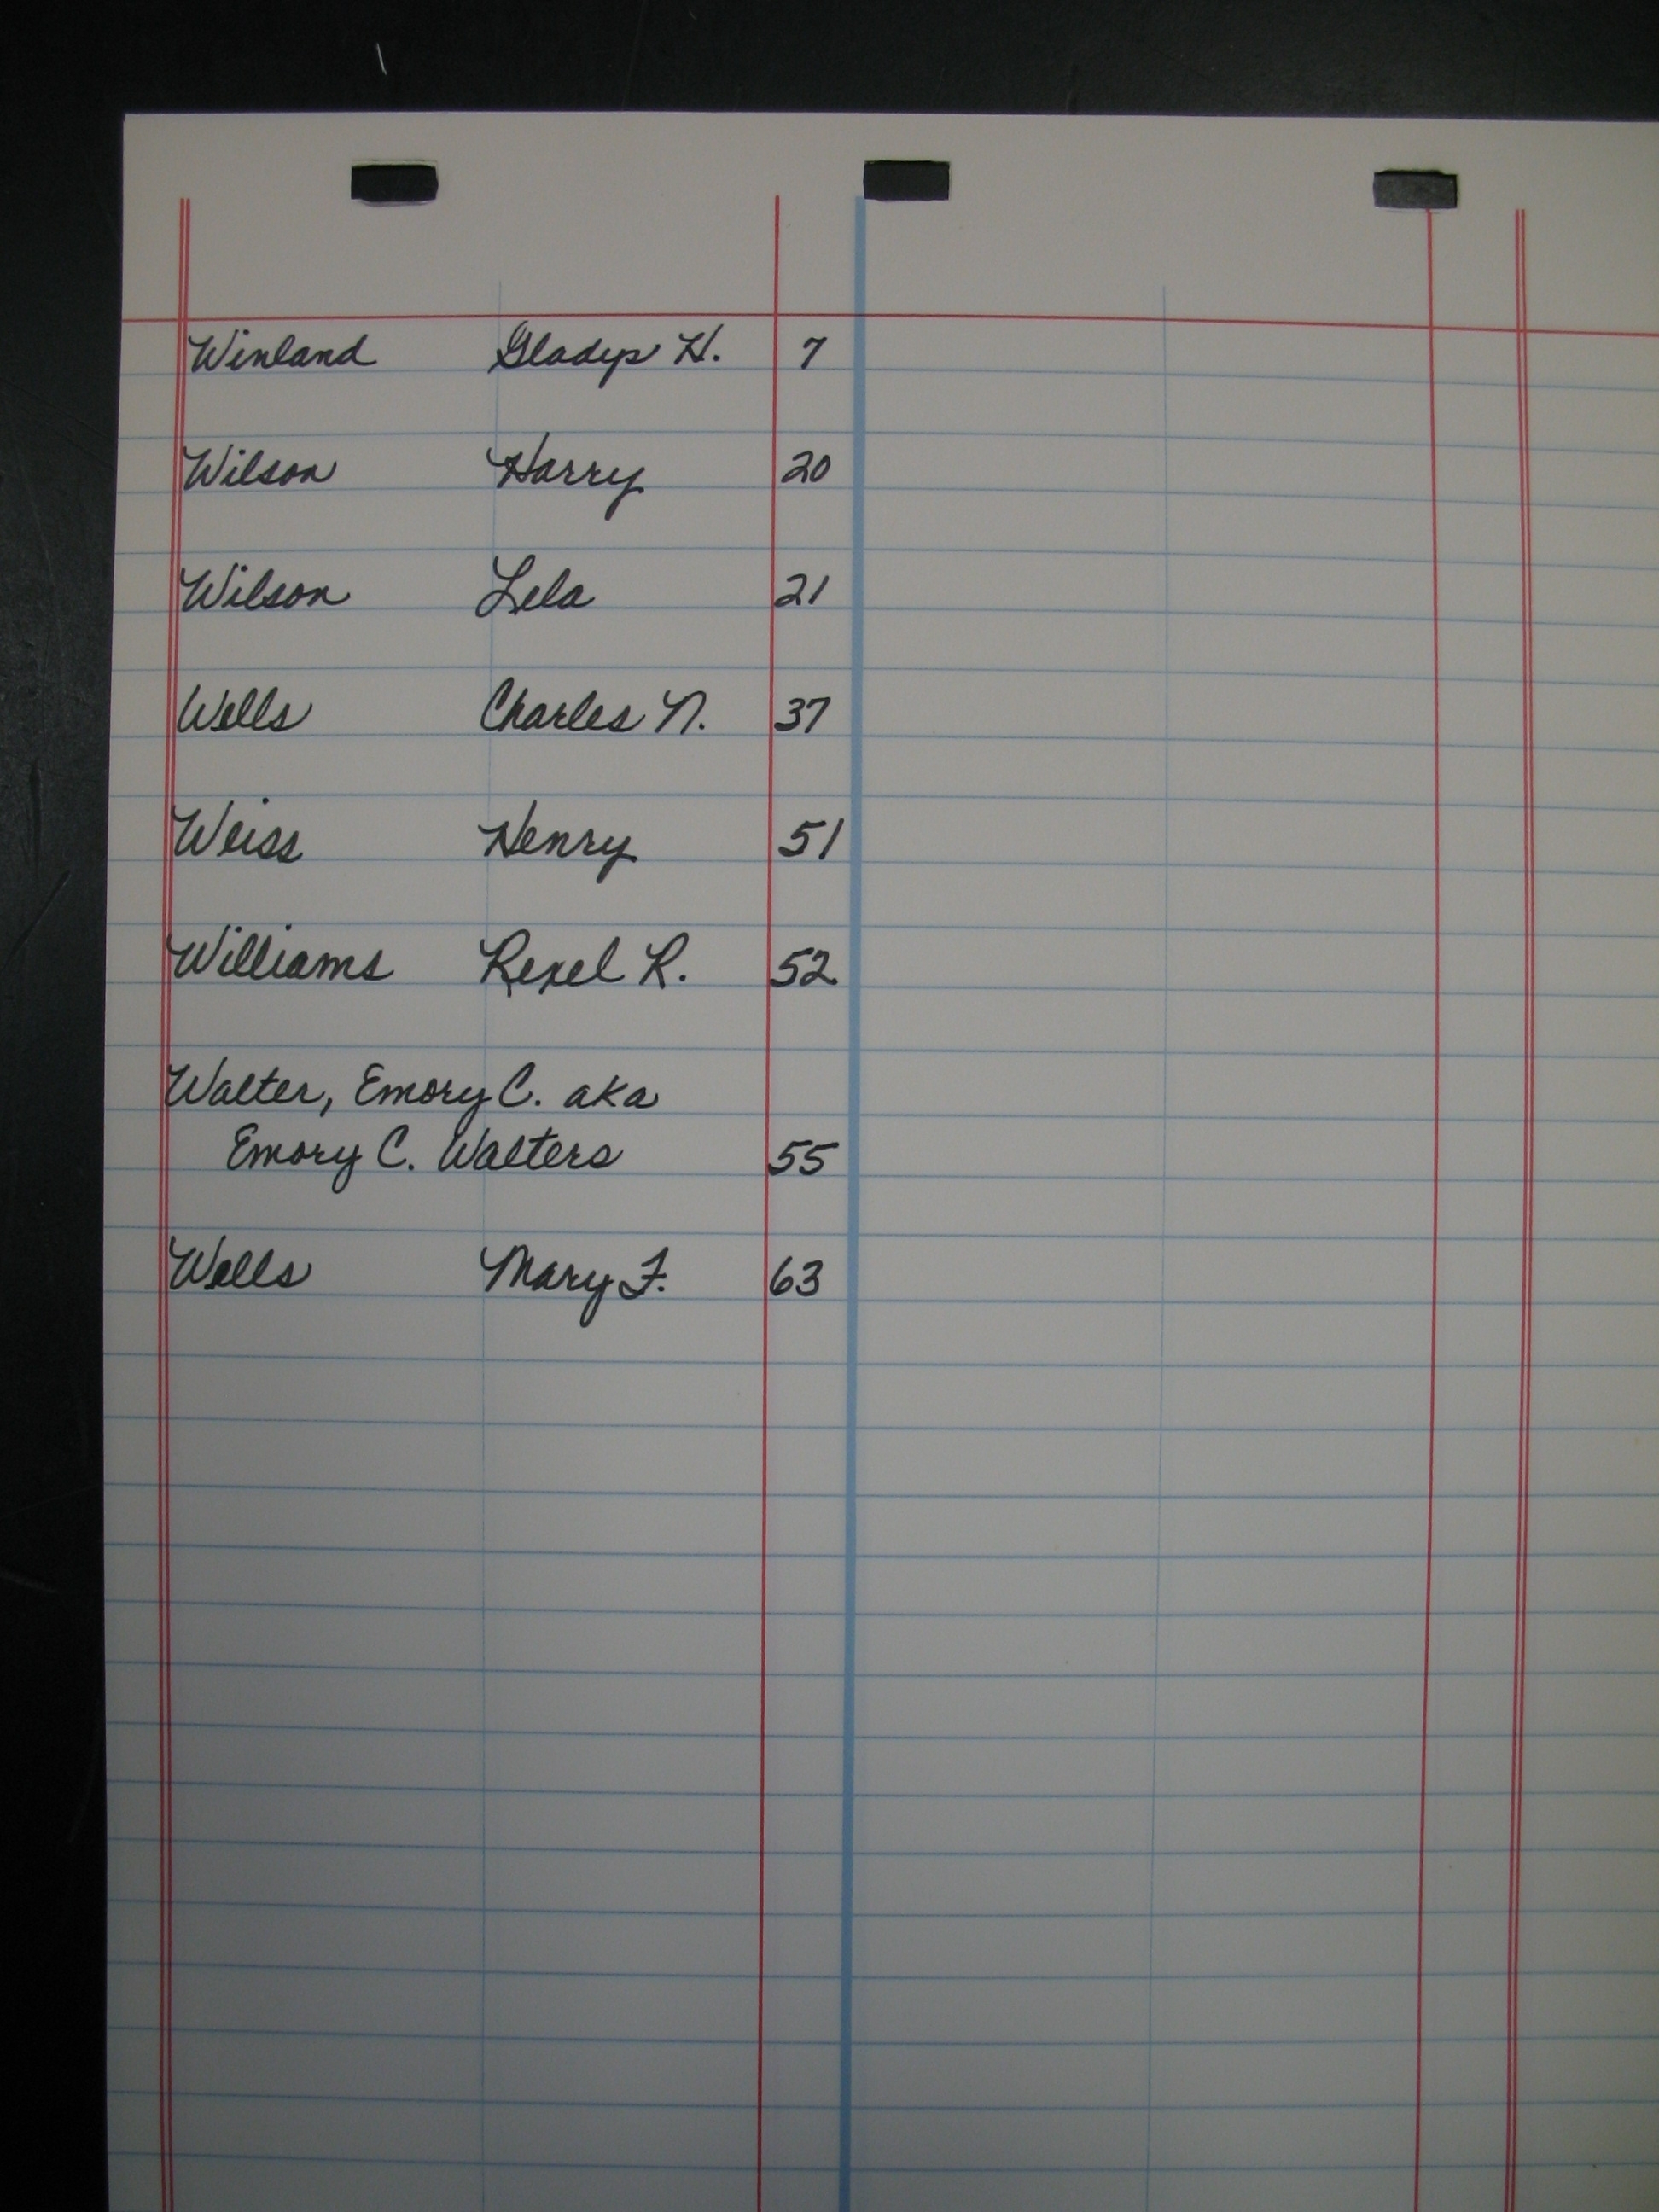 Winland Gladys H. 7
Wilson Harry 20
Wilson Lela 21
Wells Charles N. 37
Weiss Henry 51
Williams Rexel R. 52
Walter, Emory C. aka
Emory C. Walters 55
Wells Mary F. 63